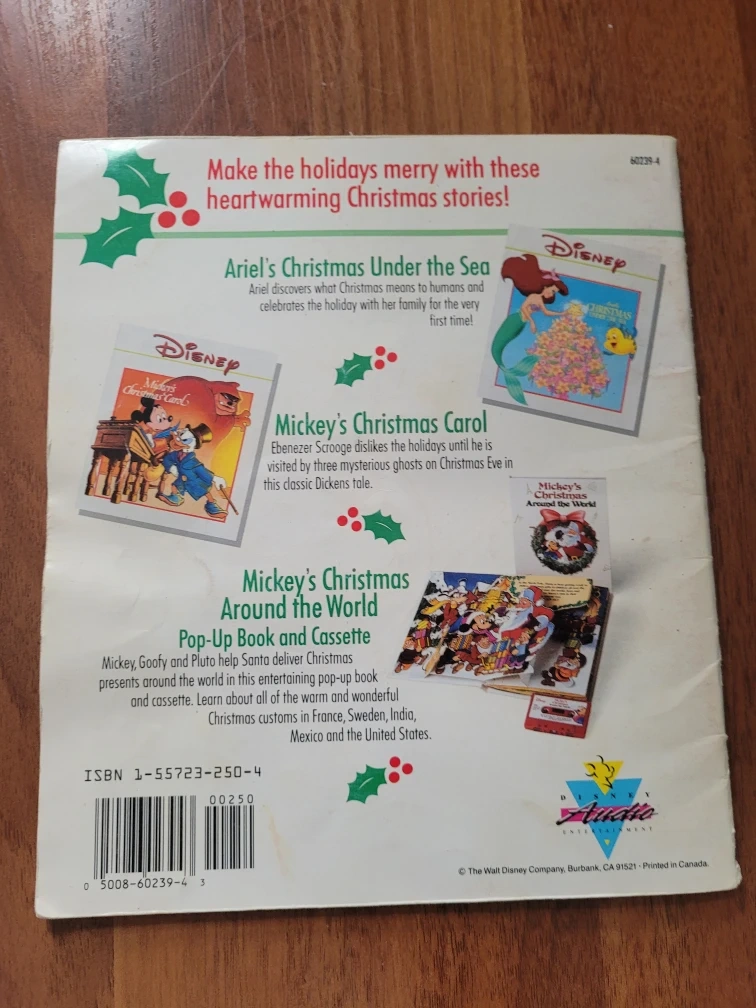 Make the holidays merry with these
heartwarming Christmas stories!
60239-4
Ariel's Christmas Under the Sea
Ariel discovers what Christmas means to humans and
celebrates the holiday with her family for the very
first time!
Disney
CHRISTMAS
UNDER THE SEA
Disney
Mickey's
Christmas Carol
Mickey's Christmas Carol
Ebenezer Scrooge dislikes the holidays until he is
visited by three mysterious ghosts on Christmas Eve in
this classic Dickens tale.
Mickey's
Christmas
Around the World
Mickey's Christmas
Around the World
Pop-Up Book and Cassette
Mickey, Goofy and Pluto help Santa deliver Christmas
presents around the world in this entertaining pop-up book
and cassette. Learn about all of the warm and wonderful
Christmas customs in France, Sweden, India,
Mexico and the United States.
ISBN 1-55723-250-4
00250
0 5008-60239-4 3
DISNEY
Audio
ENTERTAINMENT
© The Walt Disney Company, Burbank, CA 91521 - Printed in Canada.